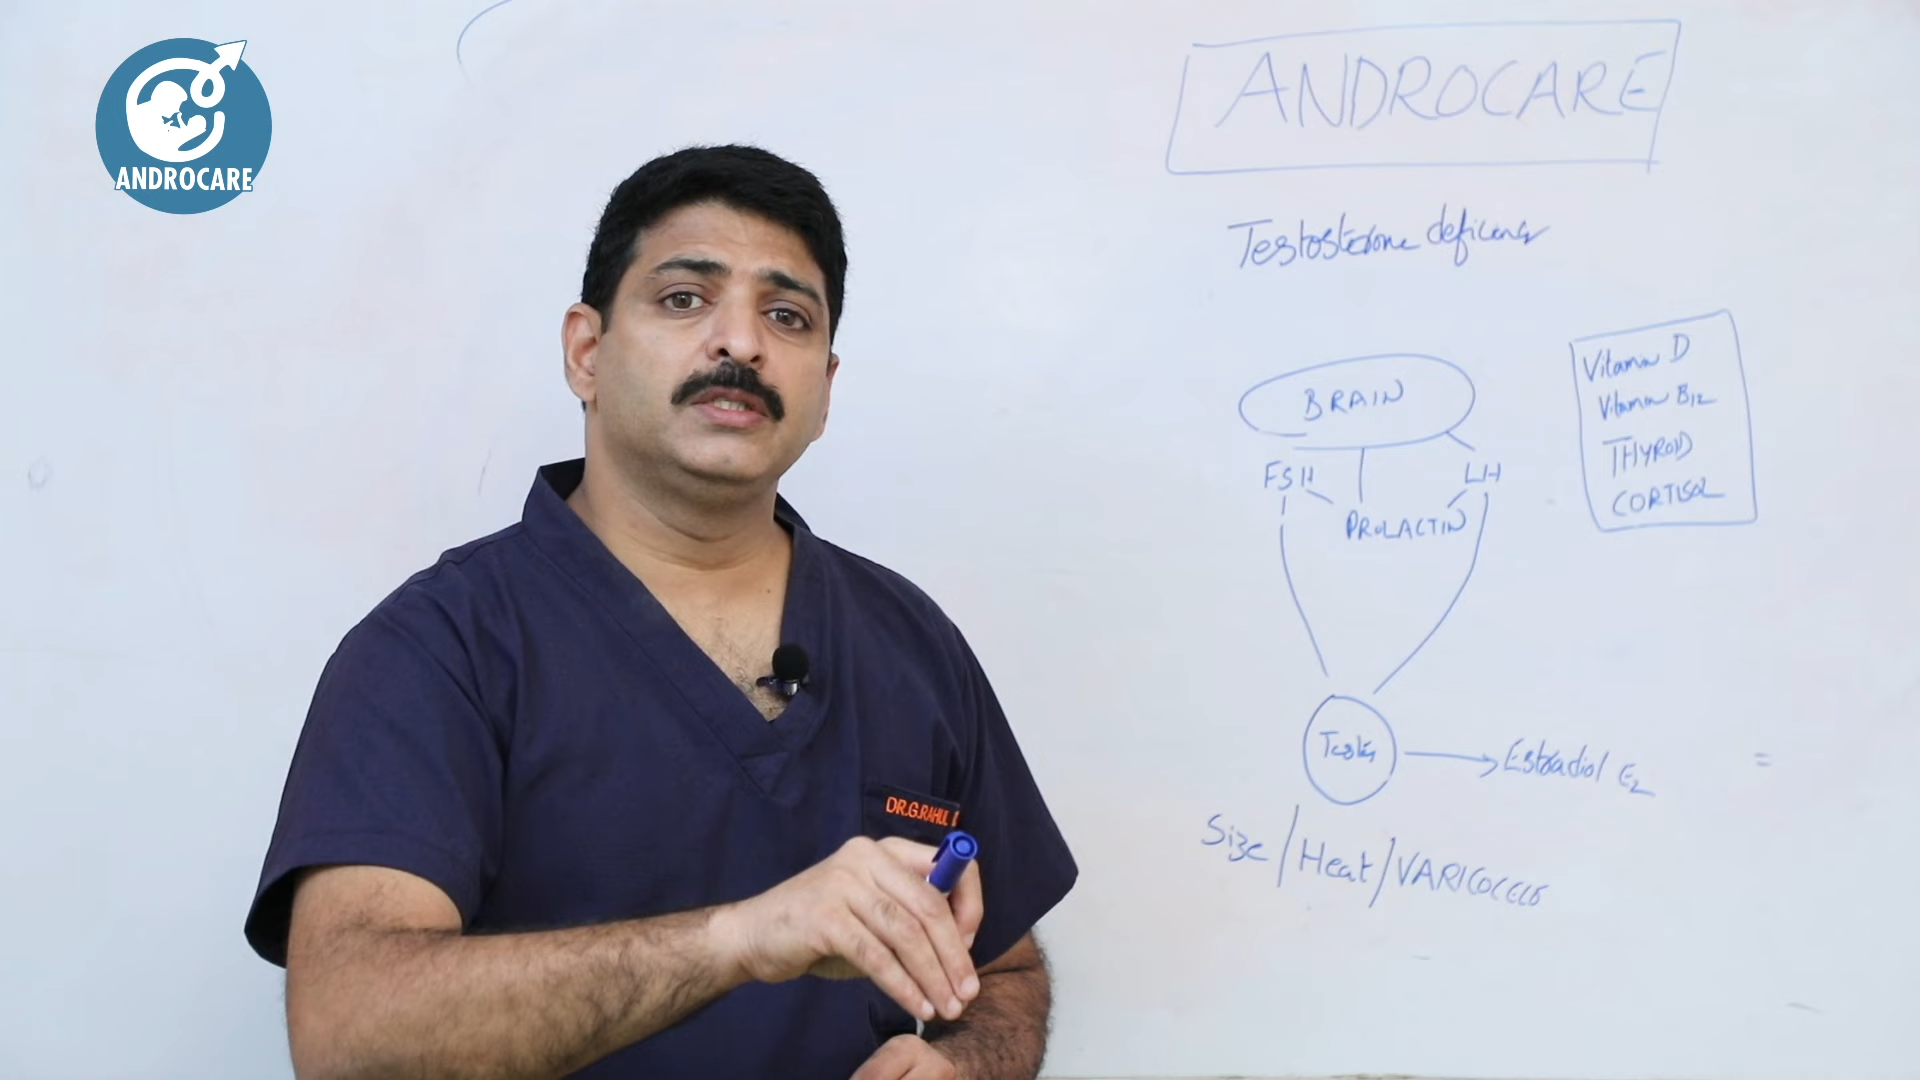 ANDROCARE
ANDROCARE
Testosterone deficiency
BRAIN
FSH
LH
PROLACTIN
Vitamin D
Vitamin B12
THYROID
CORTISOL
Testis
Estradiol E2
=
Size/Heat/VARICOCELE
DR.G.RAHUL